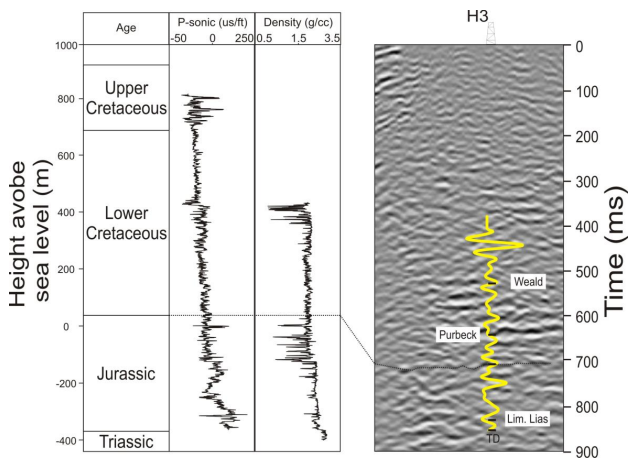 H3
Age
P-sonic (us/ft)
Density (g/cc)
-50 0 250
0.5 1.5 2.5 3.5
Height avobe
sea level (m)
1000
800
600
400
200
0
-200
-400
Upper
Cretaceous
Lower
Cretaceous
Jurassic
Triassic
Weald
Purbeck
Lim. Lias
TD
0
100
200
300
400
500
600
700
800
900
Time (ms)